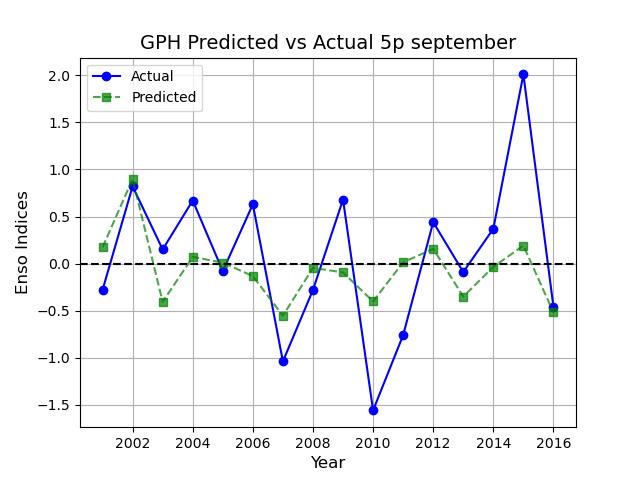 GPH Predicted vs Actual 5p september
Actual
Predicted
2.0
1.5
1.0
0.5
0.0
−0.5
−1.0
−1.5
Enso Indices
2002 2004 2006 2008 2010 2012 2014 2016
Year